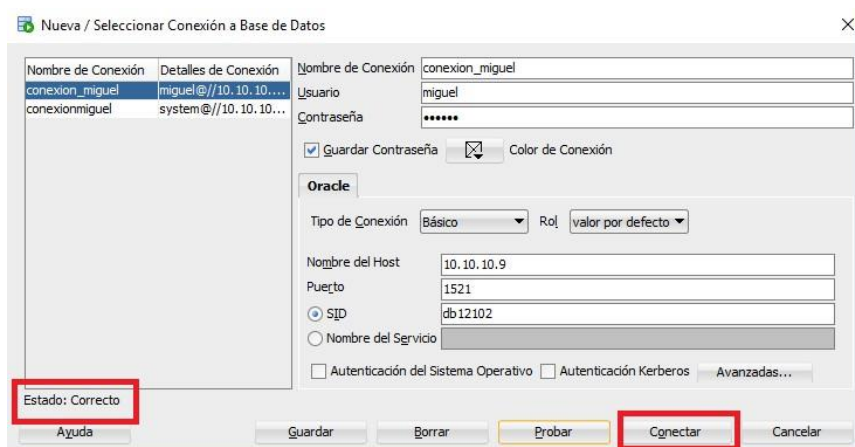 Nueva / Seleccionar Conexión a Base de Datos
Nombre de Conexión Detalles de Conexión
conexion_miguel miguel@//10.10.10....
conexionmiguel system@//10.10.10...
Nombre de Conexión conexion_miguel
Usuario miguel
Contraseña ••••••
Guardar Contraseña Color de Conexión
Oracle
Tipo de Conexión Básico Rol valor por defecto
Nombre del Host 10.10.10.9
Puerto 1521
SID db12102
Nombre del Servicio
Autenticación del Sistema Operativo Autenticación Kerberos Avanzadas...
Estado: Correcto
Ayuda Guardar Borrar Probar Conectar Cancelar